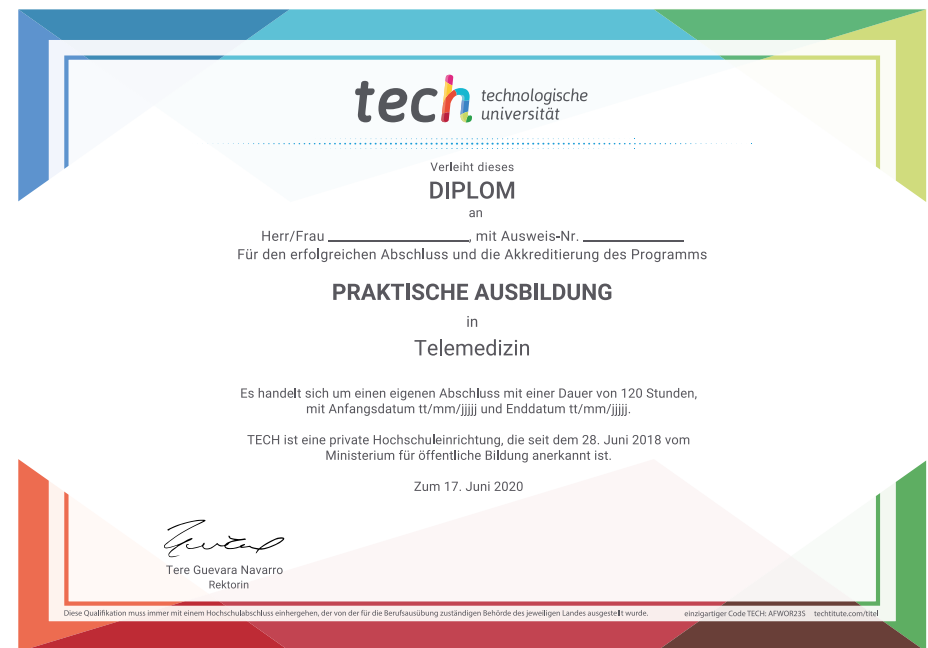 tech technologische
universität
Verleiht dieses
DIPLOM
an
Herr/Frau ____________________, mit Ausweis-Nr. ______________
Für den erfolgreichen Abschluss und die Akkreditierung des Programms
PRAKTISCHE AUSBILDUNG
in
Telemedizin
Es handelt sich um einen eigenen Abschluss mit einer Dauer von 120 Stunden,
mit Anfangsdatum tt/mm/jjjjj und Enddatum tt/mm/jjjjj.
TECH ist eine private Hochschuleinrichtung, die seit dem 28. Juni 2018 vom
Ministerium für öffentliche Bildung anerkannt ist.
Zum 17. Juni 2020
Tere Guevara Navarro
Rektorin
Diese Qualifikation muss immer mit einem Hochschulabschluss einhergehen, der von der für die Berufsausübung zuständigen Behörde des jeweiligen Landes ausgestellt wurde. einzigartiger Code TECH: AFWOR23S techtitute.com/titel